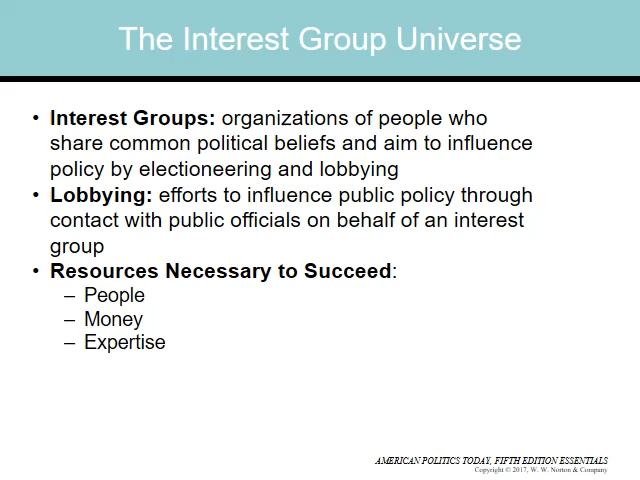 The Interest Group Universe
• Interest Groups: organizations of people who
share common political beliefs and aim to influence
policy by electioneering and lobbying
• Lobbying: efforts to influence public policy through
contact with public officials on behalf of an interest
group
• Resources Necessary to Succeed:
– People
– Money
– Expertise
AMERICAN POLITICS TODAY, FIFTH EDITION ESSENTIALS
Copyright © 2017, W. W. Norton & Company